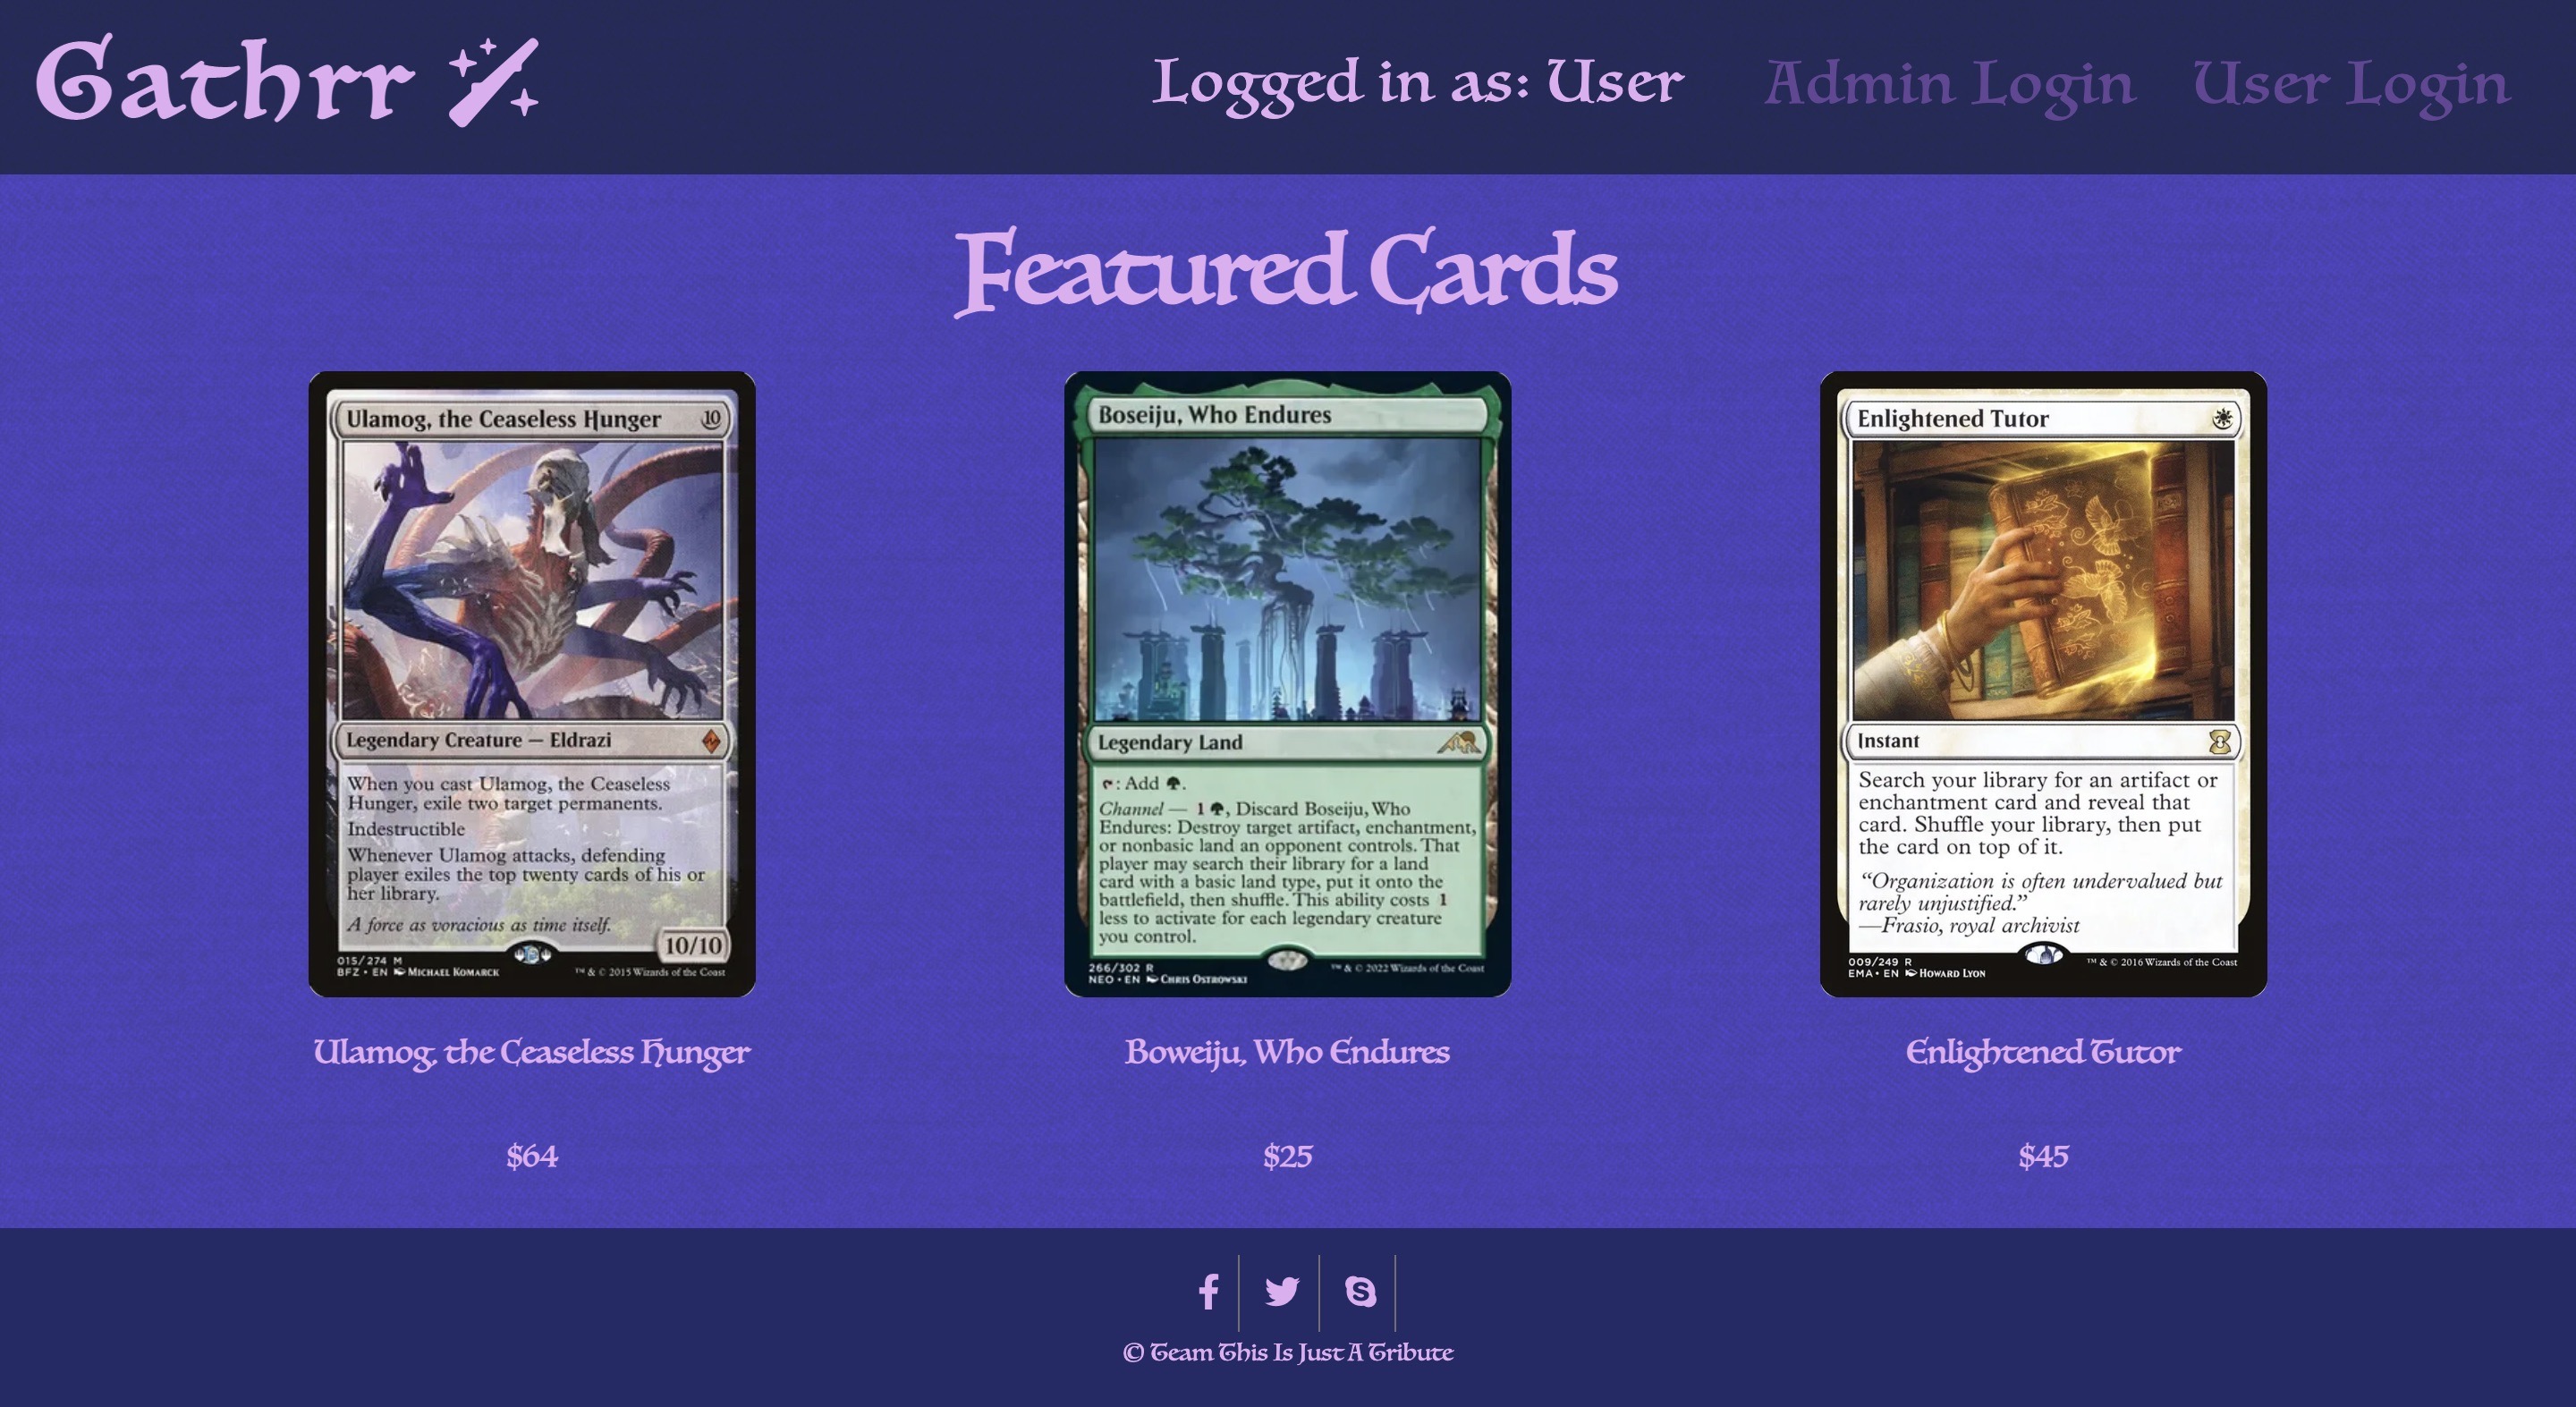 Gathrr
Logged in as: User
Admin Login
User Login
Featured Cards
Ulamog, the Ceaseless Hunger 10
Legendary Creature — Eldrazi
When you cast Ulamog, the Ceaseless
Hunger, exile two target permanents.
Indestructible
Whenever Ulamog attacks, defending
player exiles the top twenty cards of his or
her library.
A force as voracious as time itself.
10/10
015/274 M
BFZ • EN Michael Komarck
™ & © 2015 Wizards of the Coast
Boseiju, Who Endures
Legendary Land
: Add .
Channel — 1 , Discard Boseiju, Who
Endures: Destroy target artifact, enchantment,
or nonbasic land an opponent controls. That
player may search their library for a land
card with a basic land type, put it onto the
battlefield, then shuffle. This ability costs 1
less to activate for each legendary creature
you control.
266/302 R
NEO • EN Chris Ostrowski
™ & © 2022 Wizards of the Coast
Enlightened Tutor
Instant
Search your library for an artifact or
enchantment card and reveal that
card. Shuffle your library, then put
the card on top of it.
“Organization is often undervalued but
rarely unjustified.”
—Frasio, royal archivist
009/249 R
EMA • EN Howard Lyon
™ & © 2016 Wizards of the Coast
Ulamog, the Ceaseless Hunger
Boweiju, Who Endures
Enlightened Tutor
$64
$25
$45
© Team This Is Just A Tribute